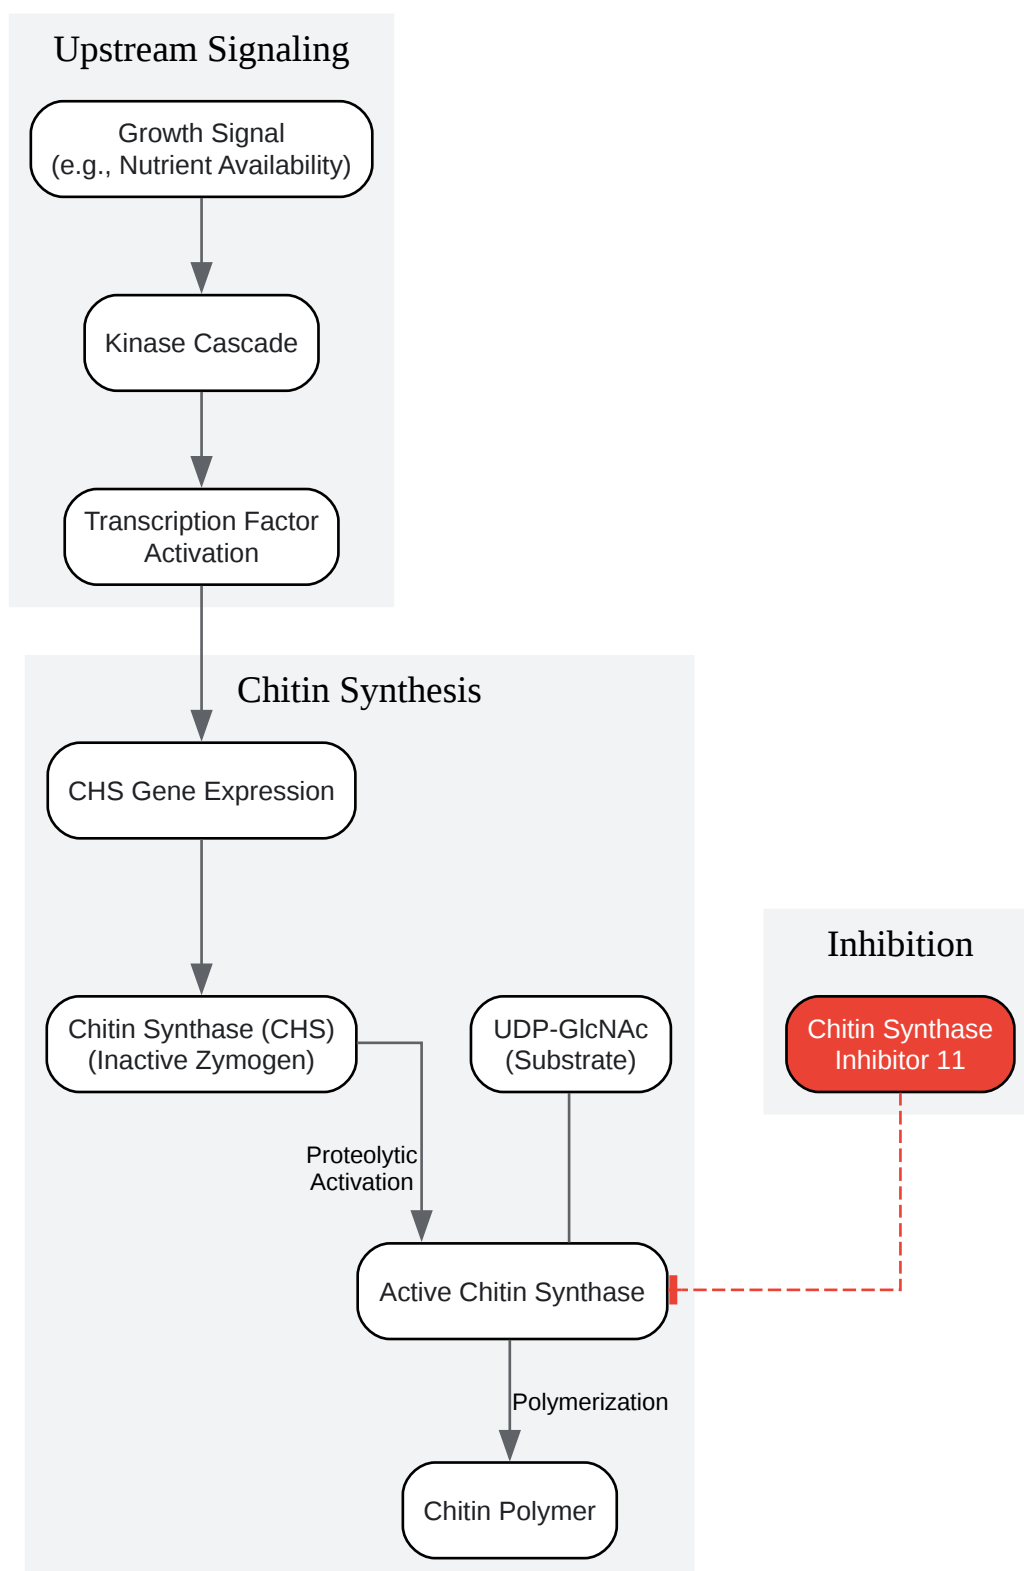 Upstream Signaling
Growth Signal
(e.g., Nutrient Availability)
Kinase Cascade
Transcription Factor
Activation
Chitin Synthesis
CHS Gene Expression
Inhibition
Chitin Synthase (CHS)
(Inactive Zymogen)
UDP-GlcNAc
(Substrate)
Chitin Synthase
Inhibitor 11
Proteolytic
Activation
Active Chitin Synthase
Polymerization
Chitin Polymer